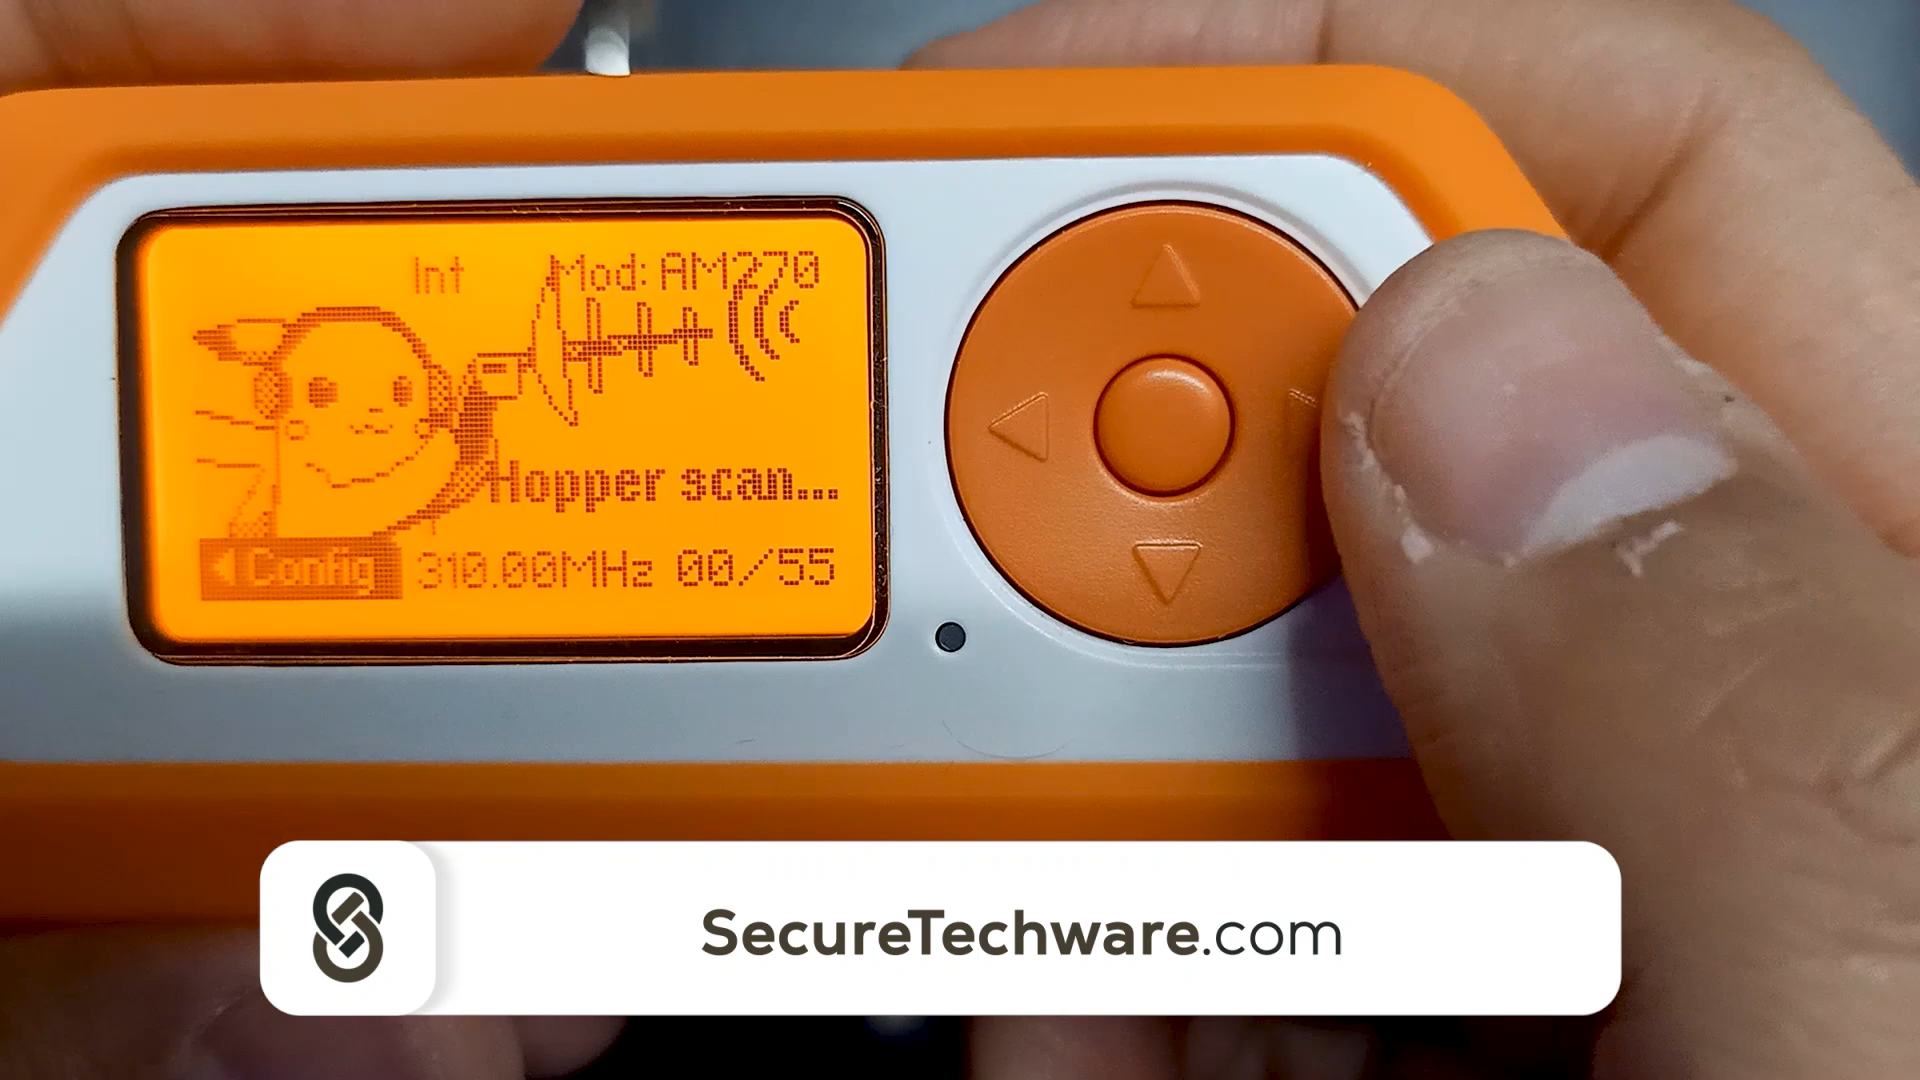 Int Mod: AM270
Hopper scan...
Config 310.00MHz 00/55
SecureTechware.com